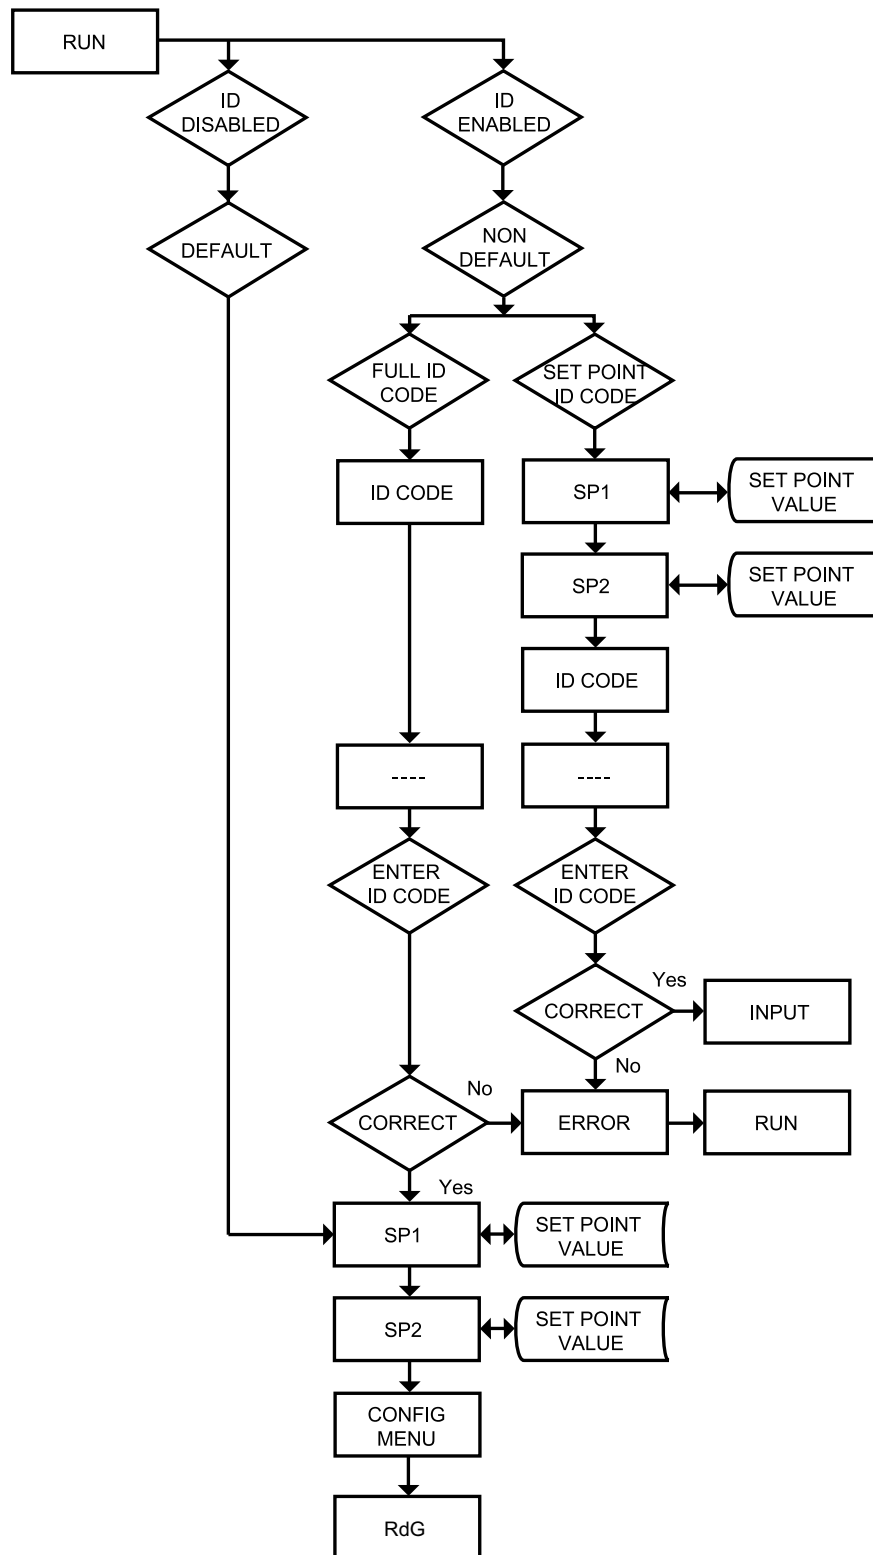 RUN
ID
DISABLED
ID
ENABLED
DEFAULT
NON
DEFAULT
FULL ID
CODE
SET POINT
ID CODE
ID CODE
SP1
SET POINT
VALUE
SP2
SET POINT
VALUE
ID CODE
----
----
ENTER
ID CODE
ENTER
ID CODE
CORRECT
Yes
INPUT
No
CORRECT
No
ERROR
RUN
Yes
SP1
SET POINT
VALUE
SP2
SET POINT
VALUE
CONFIG
MENU
RdG